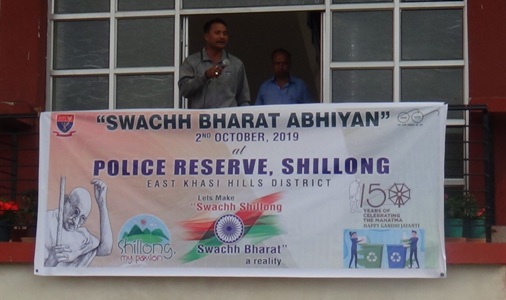 "SWACHH BHARAT ABHIYAN"
2ND OCTOBER, 2019
at
POLICE RESERVE, SHILLONG
EAST KHASI HILLS DISTRICT
Lets Make
"Swachh Shillong
Swachh Bharat"
a reality
shillong
my passion
150
YEARS OF
CELEBRATING
THE MAHATMA
HAPPY GANDHI JAYANTI